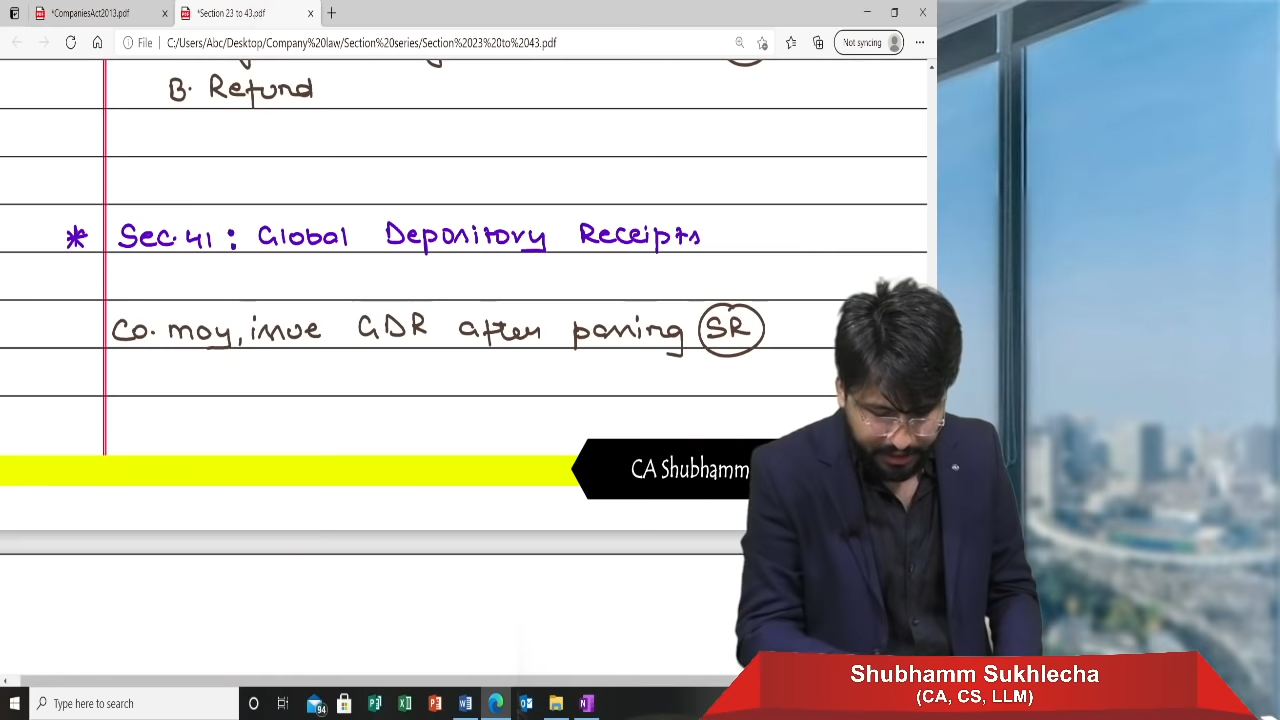 *CompaniesAct2013.pdf
*Section 23 to 43.pdf
File
C:/Users/Abc/Desktop/Company%20law/Section%20series/Section%2023%20to%2043.pdf
Not syncing
B. Refund
* Sec. 41 : Global Depository Receipts
Co. may, issue GDR after passing SR
CA Shubhamm
Shubhamm Sukhlecha
(CA, CS, LLM)
Type here to search
94